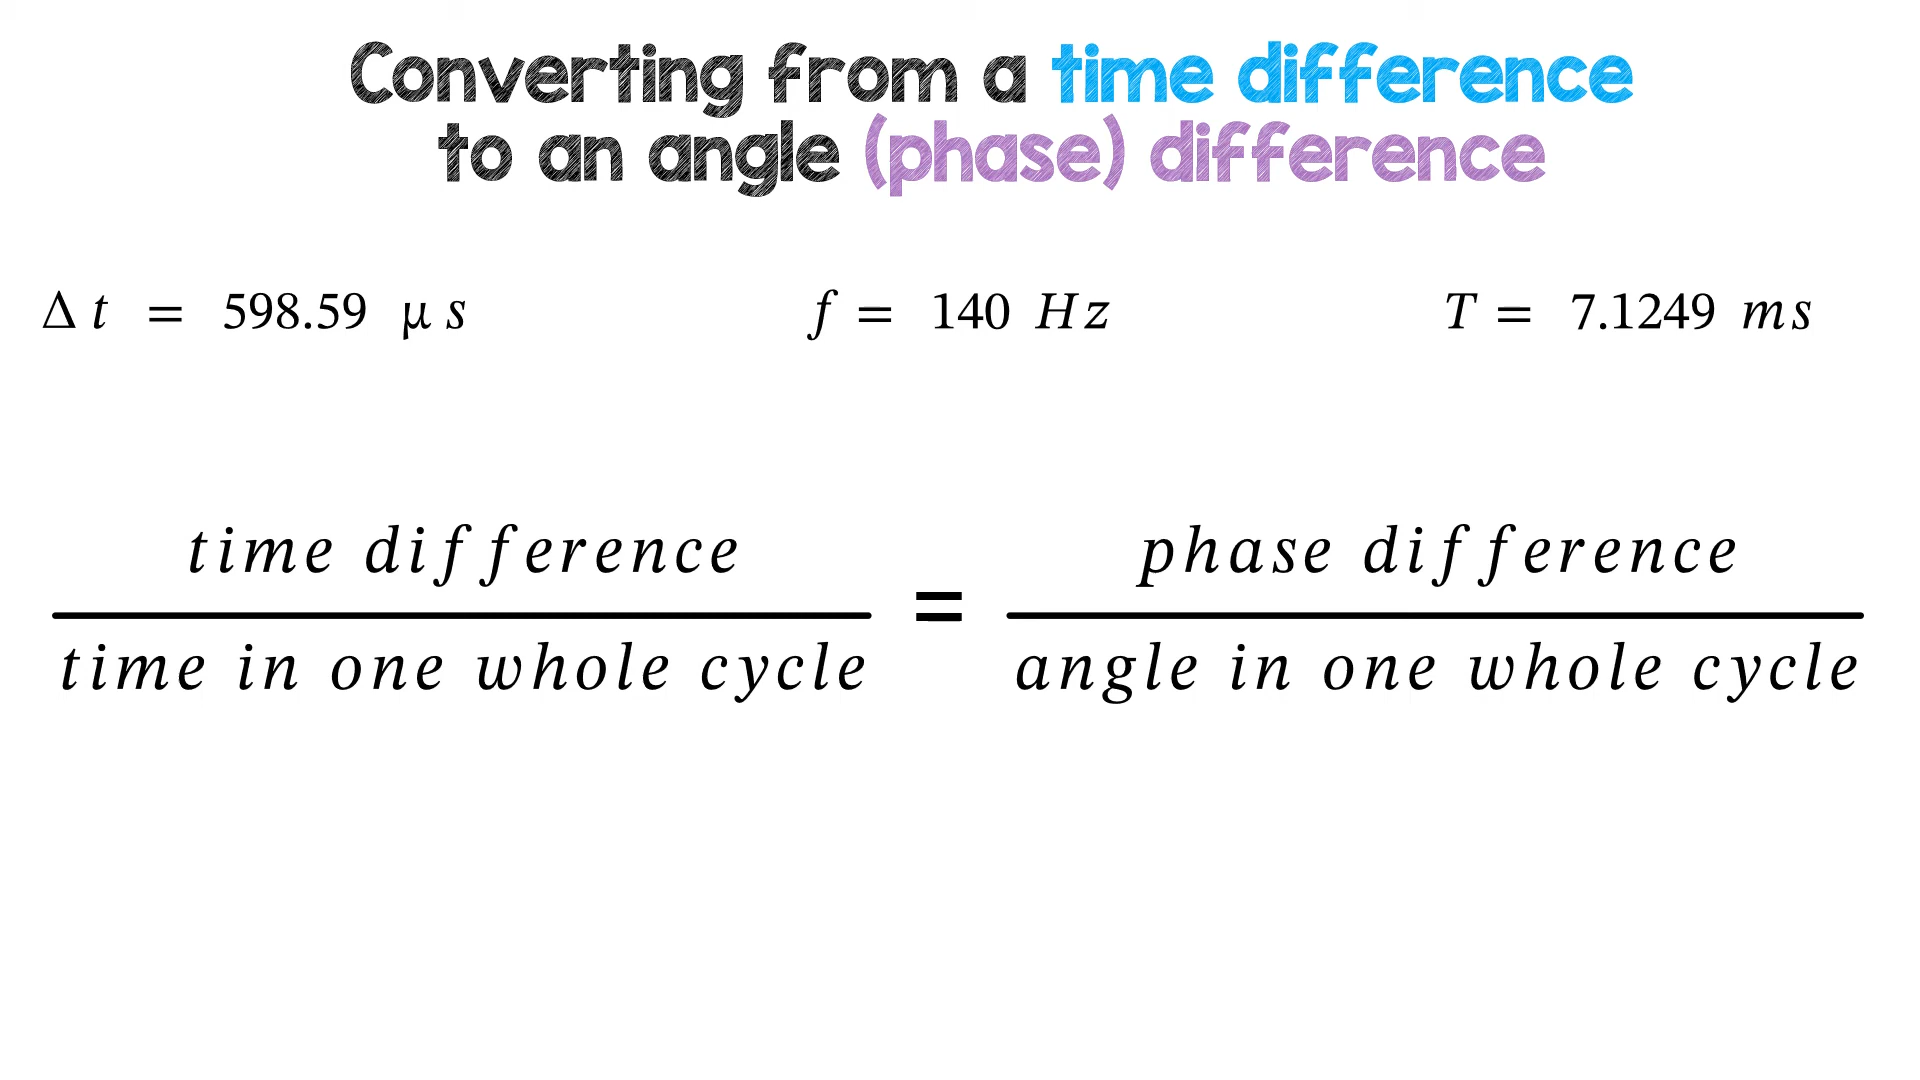 Converting from a time difference
to an angle (phase) difference
Δ t = 598.59 μ s
f = 140 Hz
T = 7.1249 ms
time difference
time in one whole cycle
=
phase difference
angle in one whole cycle